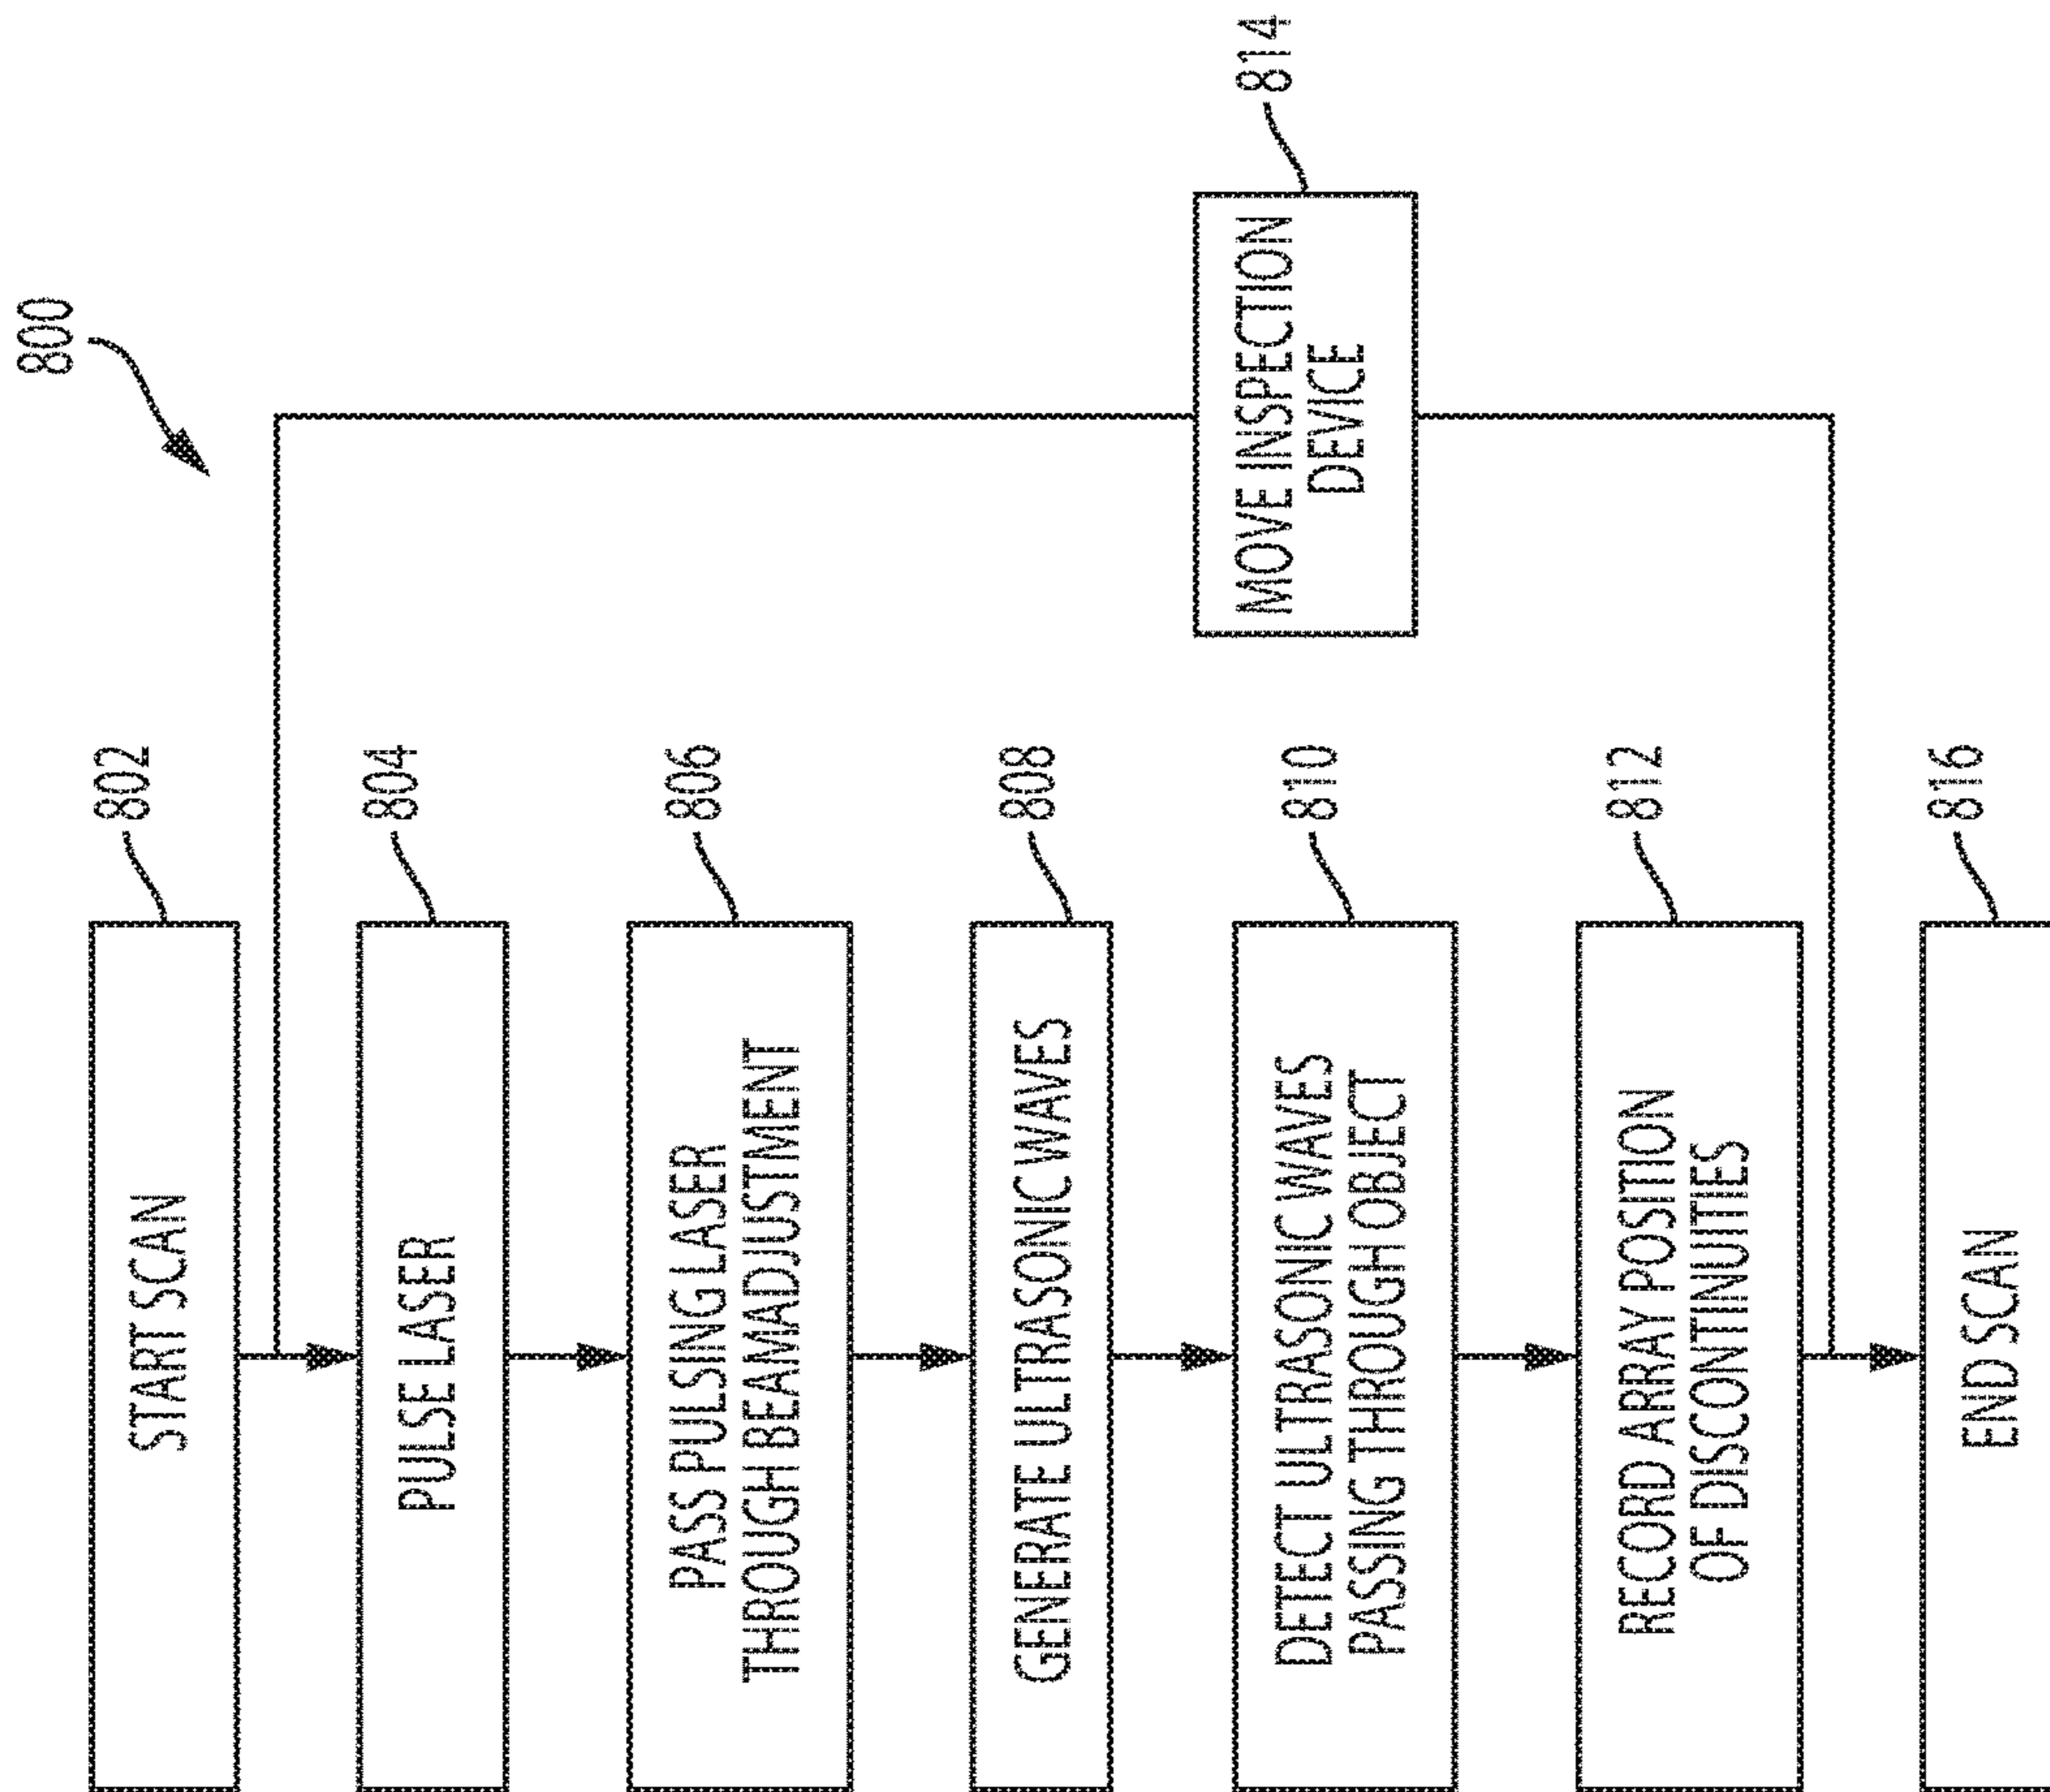 800
START SCAN
802
PULSE LASER
804
PASS PULSING LASER
THROUGH BEAMADJUSTMENT
806
GENERATE ULTRASONIC WAVES
808
DETECT ULTRASONIC WAVES
PASSING THROUGH OBJECT
810
MOVE INSPECTION
DEVICE
814
RECORD ARRAY POSITION
OF DISCONTINUITIES
812
END SCAN
816